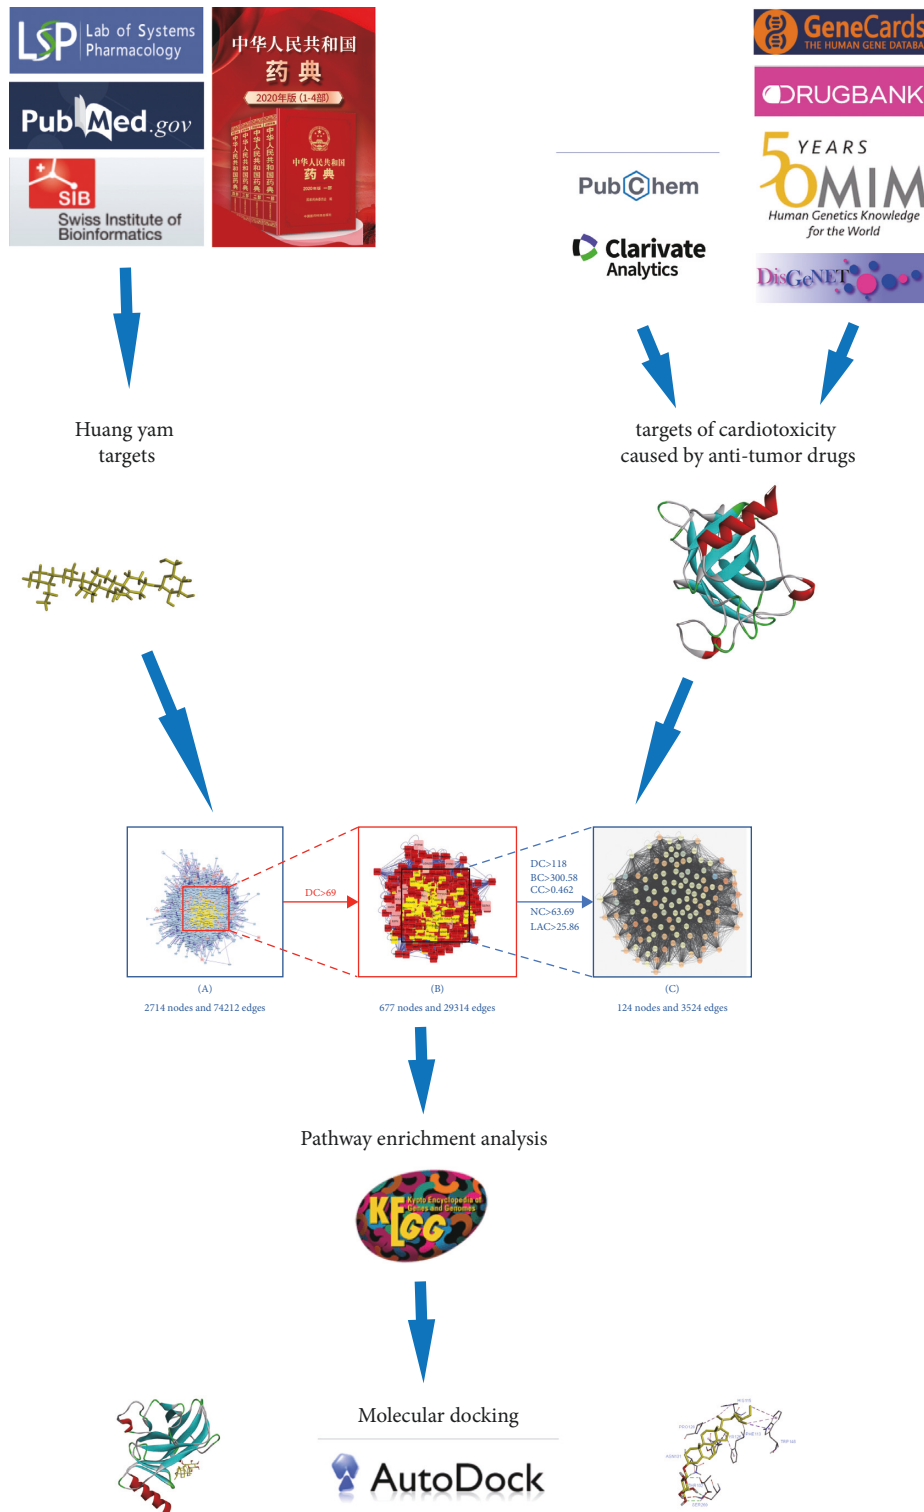 LSP
Lab of Systems
Pharmacology
PubMed.gov
SIB
Swiss Institute of
Bioinformatics
中华人民共和国
药典
2020年版（1-4部）
中华人民共和国
药典
PubChem
Clarivate
Analytics
GeneCards
THE HUMAN GENE DATAB
DRUGBANK
50 YEARS
OMIM
Human Genetics Knowledge
for the World
DisGeNET
Huang yam
targets
targets of cardiotoxicity
caused by anti-tumor drugs
DC>69
DC>118
BC>300.58
CC>0.462
NC>63.69
LAC>25.86
(A)
(B)
(C)
2714 nodes and 74212 edges
677 nodes and 29314 edges
124 nodes and 3524 edges
Pathway enrichment analysis
KEGG
Kyoto Encyclopedia of
Genes and Genomes
Molecular docking
AutoDock